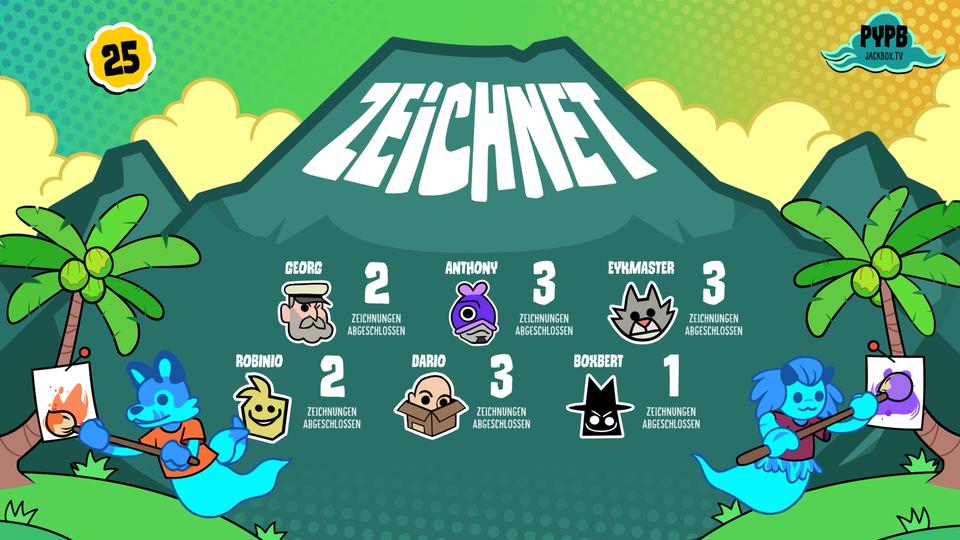 25
PYPB
JACKBOX.TV
ZEICHNET
GEORG
2
ZEICHNUNGEN
ABGESCHLOSSEN
ANTHONY
3
ZEICHNUNGEN
ABGESCHLOSSEN
EYKMASTER
3
ZEICHNUNGEN
ABGESCHLOSSEN
ROBINIO
2
ZEICHNUNGEN
ABGESCHLOSSEN
DARIO
3
ZEICHNUNGEN
ABGESCHLOSSEN
BOXBERT
1
ZEICHNUNGEN
ABGESCHLOSSEN